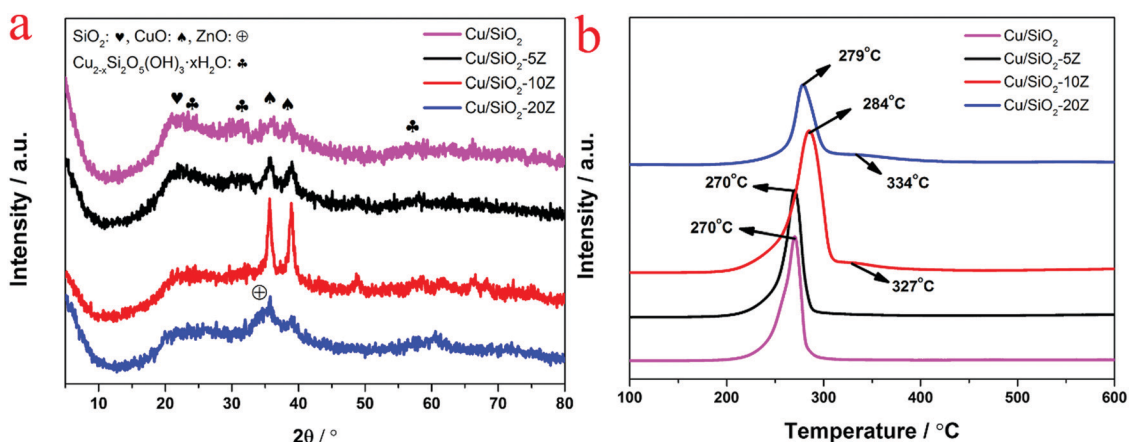 a
SiO₂: ♥, CuO: ♠, ZnO: ⊕
Cu₂₋ₓSi₂O₅(OH)₃·xH₂O: ♣
Cu/SiO₂
Cu/SiO₂-5Z
Cu/SiO₂-10Z
Cu/SiO₂-20Z
♥ ♣ ♣ ♠ ♠ ♣
⊕
Intensity / a.u.
10 20 30 40 50 60 70 80
2θ / °
b
Cu/SiO₂
Cu/SiO₂-5Z
Cu/SiO₂-10Z
Cu/SiO₂-20Z
279°C
284°C
334°C
270°C
270°C
327°C
Intensity / a.u.
100 200 300 400 500 600
Temperature / °C